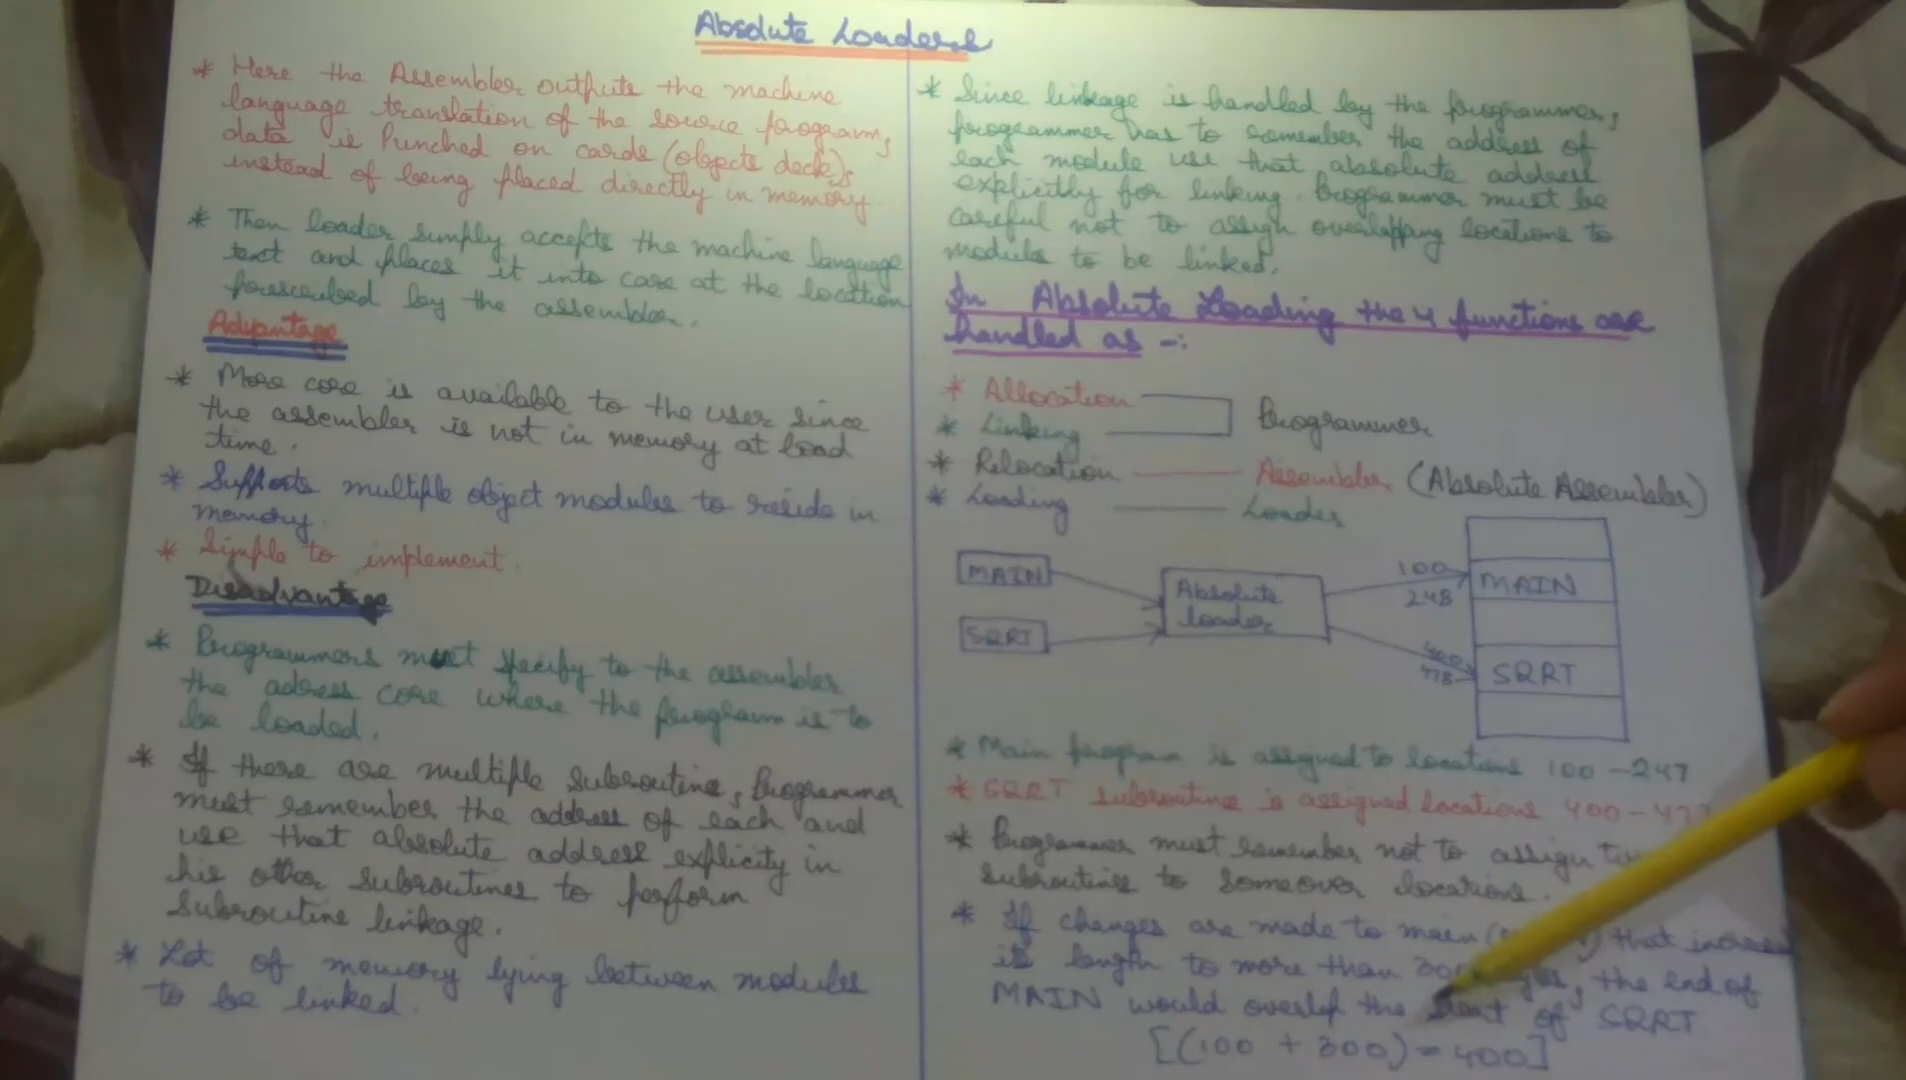 Absolute Loaders
* Here the Assembler outputs the machine
language translation of the source program,
data is Punched on cards (objects deck),
instead of being placed directly in memory.
* Then loader simply accepts the machine language
text and places it into core at the location
prescribed by the assembler.
Advantage
* More core is available to the user since
the assembler is not in memory at load
time.
* Supports multiple object modules to reside in
memory.
* Simple to implement.
Disadvantage
* Programmers must specify to the assembler
the adress core where the program is to
be loaded.
* If there are multiple subroutine, Programmer
must remember the address of each and
use that absolute address explicity in
his other subroutines to perform
subroutine linkage.
* Lot of memory lying between modules
to be linked.
* Since linkage is handled by the programmer,
programmer has to remember the address of
each module use that absolute address
explicitly for linking. Programmer must be
careful not to assign overlapping locations to
module to be linked.
In Absolute Loading the 4 functions are
handled as -:
* Allocation
* Linking
Programmer
* Relocation Assembler (Absolute Assembler)
* Loading Loader
MAIN
SQRT
Absolute
loader
100
248
400
478
MAIN
SQRT
* Main program is assigned to locations 100 - 247
* SQRT subroutine is assigned locations 400 - 477
* Programmer must remember not to assign
subroutines to someover locations.
* If changes are made to main that increase
its length to more than 300, the end of
MAIN would overlap the start of SQRT
[(100 + 300) = 400]